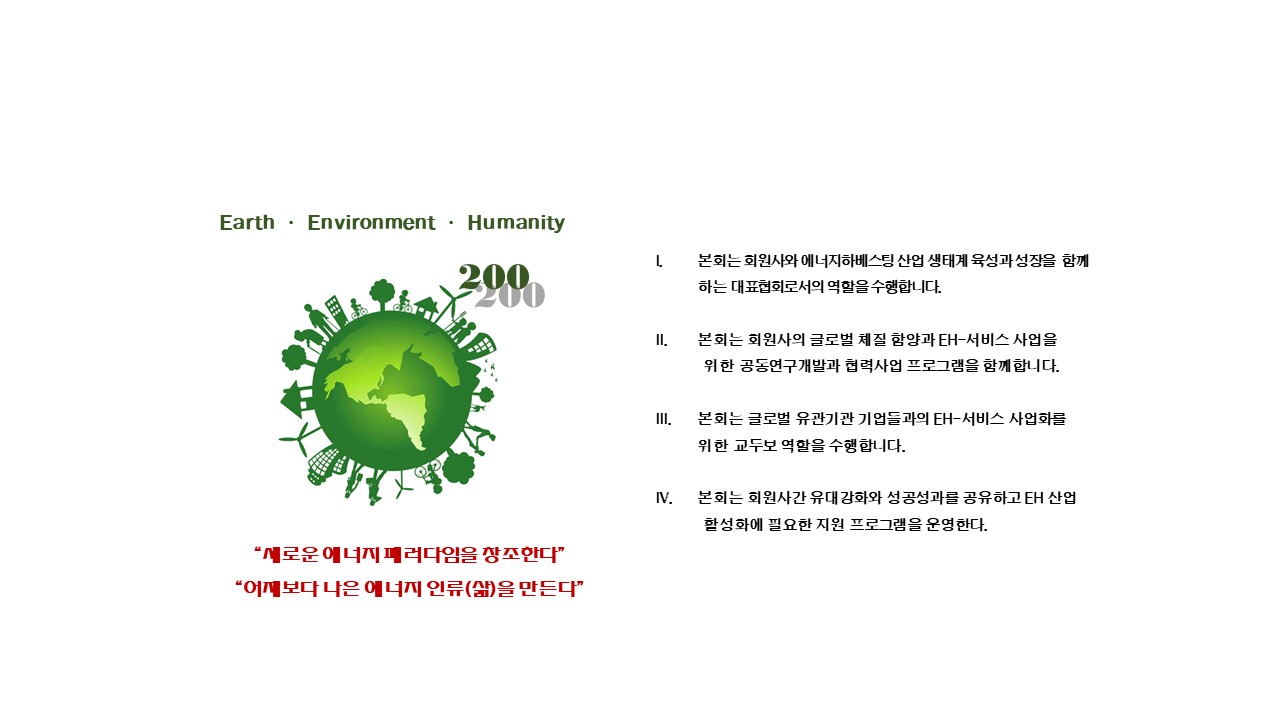 Earth · Environment · Humanity
200
200
“새로운 에너지 패러다임을 창조한다”
“어제보다 나은 에너지 인류(삶)을 만든다”
I. 본회는 회원사와 에너지하베스팅 산업 생태계 육성과 성장을 함께
하는 대표협회로서의 역할을 수행합니다.
II. 본회는 회원사의 글로벌 체질 함양과 EH-서비스 사업을
위한 공동연구개발과 협력사업 프로그램을 함께합니다.
III. 본회는 글로벌 유관기관 기업들과의 EH-서비스 사업화를
위한 교두보 역할을 수행합니다.
IV. 본회는 회원사간 유대강화와 성공성과를 공유하고 EH 산업
활성화에 필요한 지원 프로그램을 운영한다.